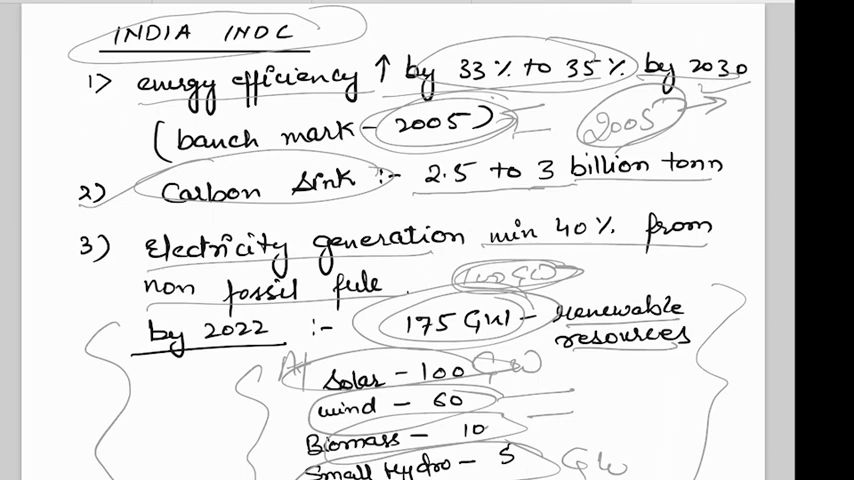 INDIA INDC
1) energy efficiency ↑ by 33% to 35% by 2030
(banch mark - 2005) 2005
2) Carbon Sink :- 2.5 to 3 billion tonn
3) Electricity generation min 40% from
non fossil fule
by 2022 :- 175 GW - renewable
resources
Solar - 100 GW
wind - 60
Biomass - 10
Small Hydro - 5 GW